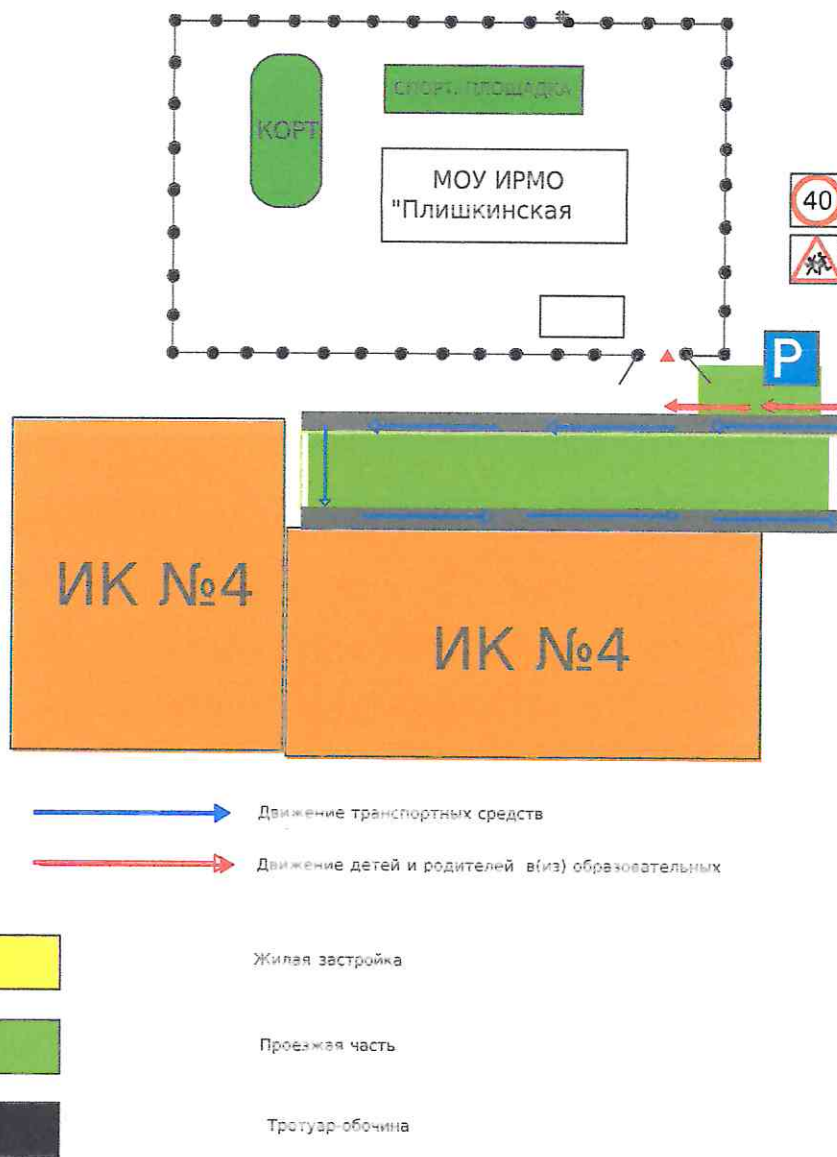 СПОРТ. ПЛОЩАДКА
КОРТ
МОУ ИРМО
"Плишкинская
40
P
ИК №4
ИК №4
Движение транспортных средств
Движение детей и родителей в(из) образовательных
Жилая застройка
Проезжая часть
Тротуар-обочина